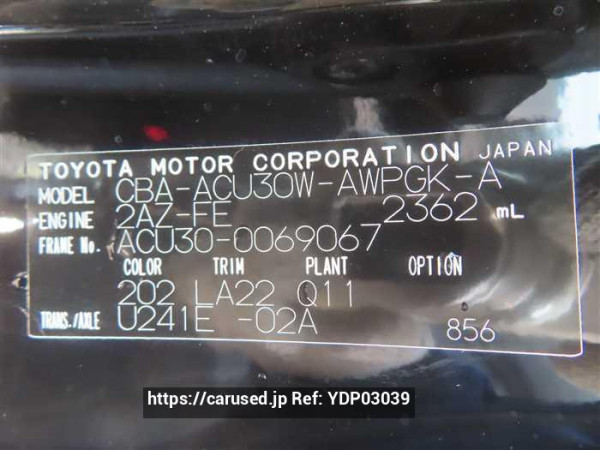 TOYOTA MOTOR CORPORATION JAPAN
MODEL CBA-ACU30W-AWPGK-A
ENGINE 2AZ-FE 2362 mL
FRAME No. ACU30-0069067
COLOR TRIM PLANT OPTION
202 LA22 Q11
TRANS./AXLE U241E -02A 856
https://carused.jp Ref: YDP03039